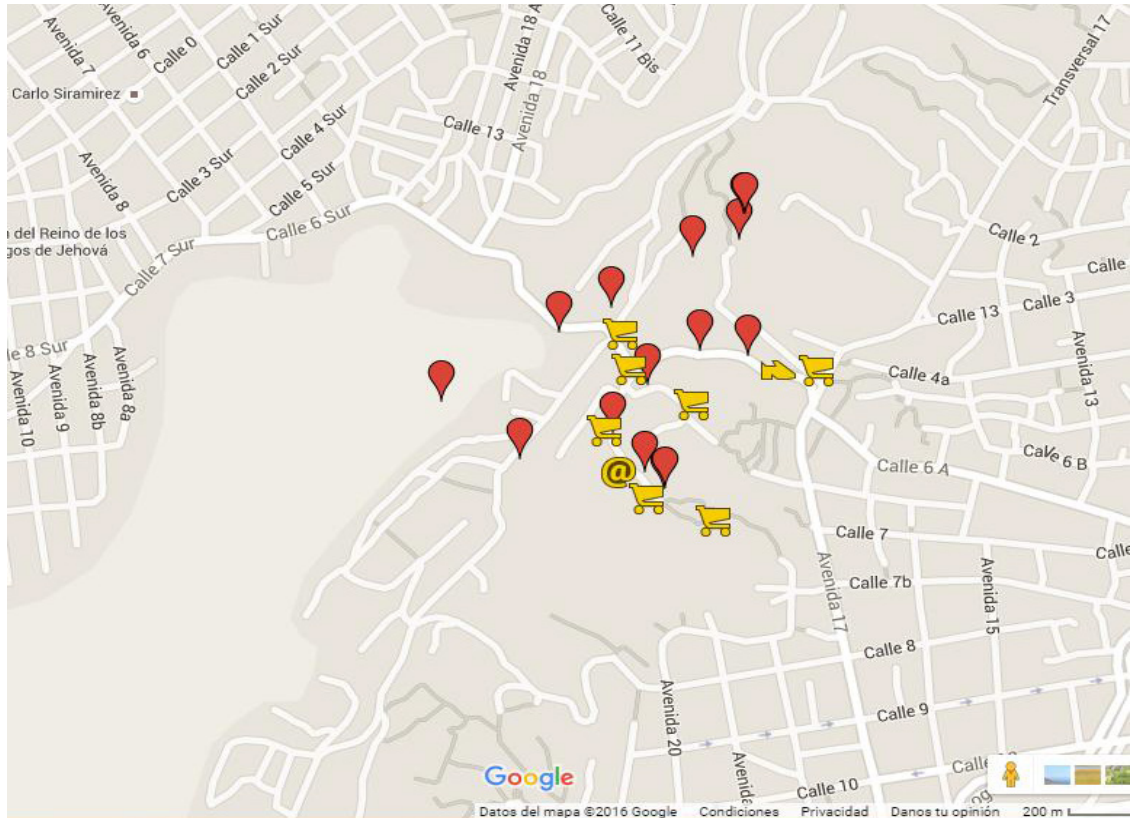 Avenida 18 A
Calle 1 Sur
Avenida 6
Calle 0
Calle 11 Bis
Transversal 17
Avenida 7
Calle 2 Sur
Carlo Siramirez
Avenida 18
Calle 4 Sur
Calle 13
Avenida 8
Calle 3 Sur
Calle 5 Sur
Calle 6 Sur
n del Reino de los
gos de Jehová
Calle 2
Calle 7 Sur
Calle
Calle 3
Calle 13
le 8 Sur
Avenida 8a
Avenida 8b
Avenida 9
Avenida 10
Calle 4a
Avenida 13
Calle 6 B
Calle 6 A
@
Calle 7
Calle
Calle 7b
Avenida 15
Avenida 17
Calle 8
Avenida 20
Calle 9
Google
Calle 10
Datos del mapa ©2016 Google Condiciones Privacidad Danos tu opinión 200 m